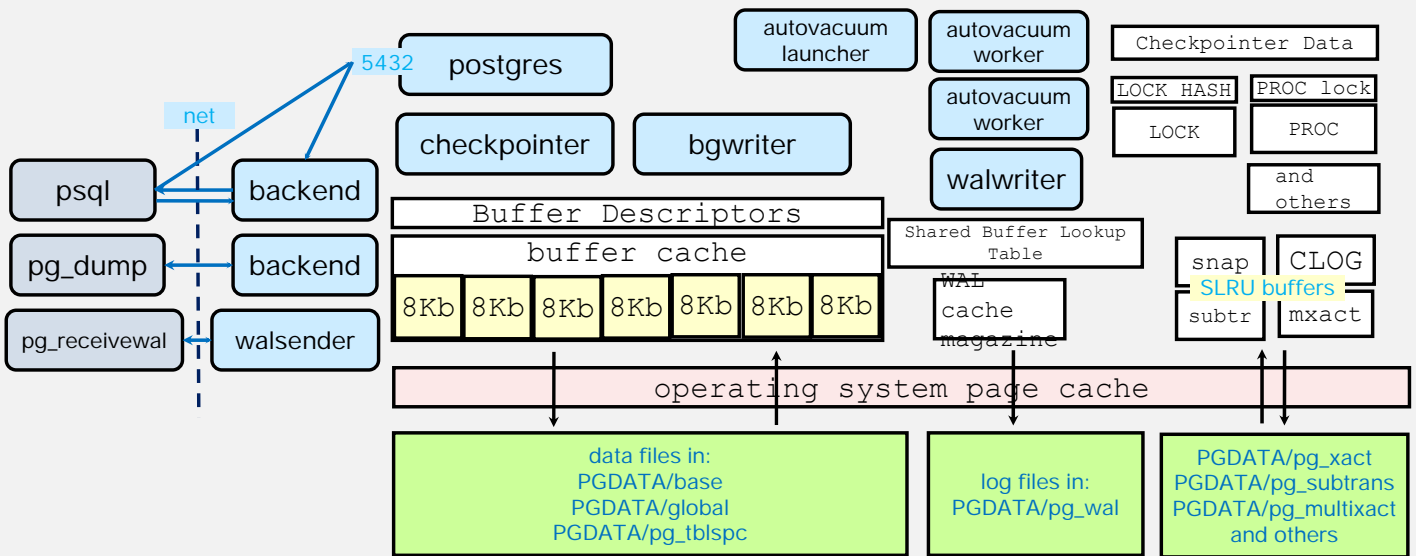 autovacuum
launcher
autovacuum
worker
Checkpointer Data
5432
postgres
LOCK HASH
PROC lock
autovacuum
worker
LOCK
PROC
net
checkpointer
bgwriter
psql
backend
walwriter
and
others
Buffer Descriptors
Shared Buffer Lookup
Table
buffer cache
pg_dump
backend
snap
CLOG
SLRU buffers
subtr
mxact
8Kb
8Kb
8Kb
8Kb
8Kb
8Kb
8Kb
WAL
cache
magazine
pg_receivewal
walsender
operating system page cache
data files in:
PGDATA/base
PGDATA/global
PGDATA/pg_tblspc
log files in:
PGDATA/pg_wal
PGDATA/pg_xact
PGDATA/pg_subtrans
PGDATA/pg_multixact
and others